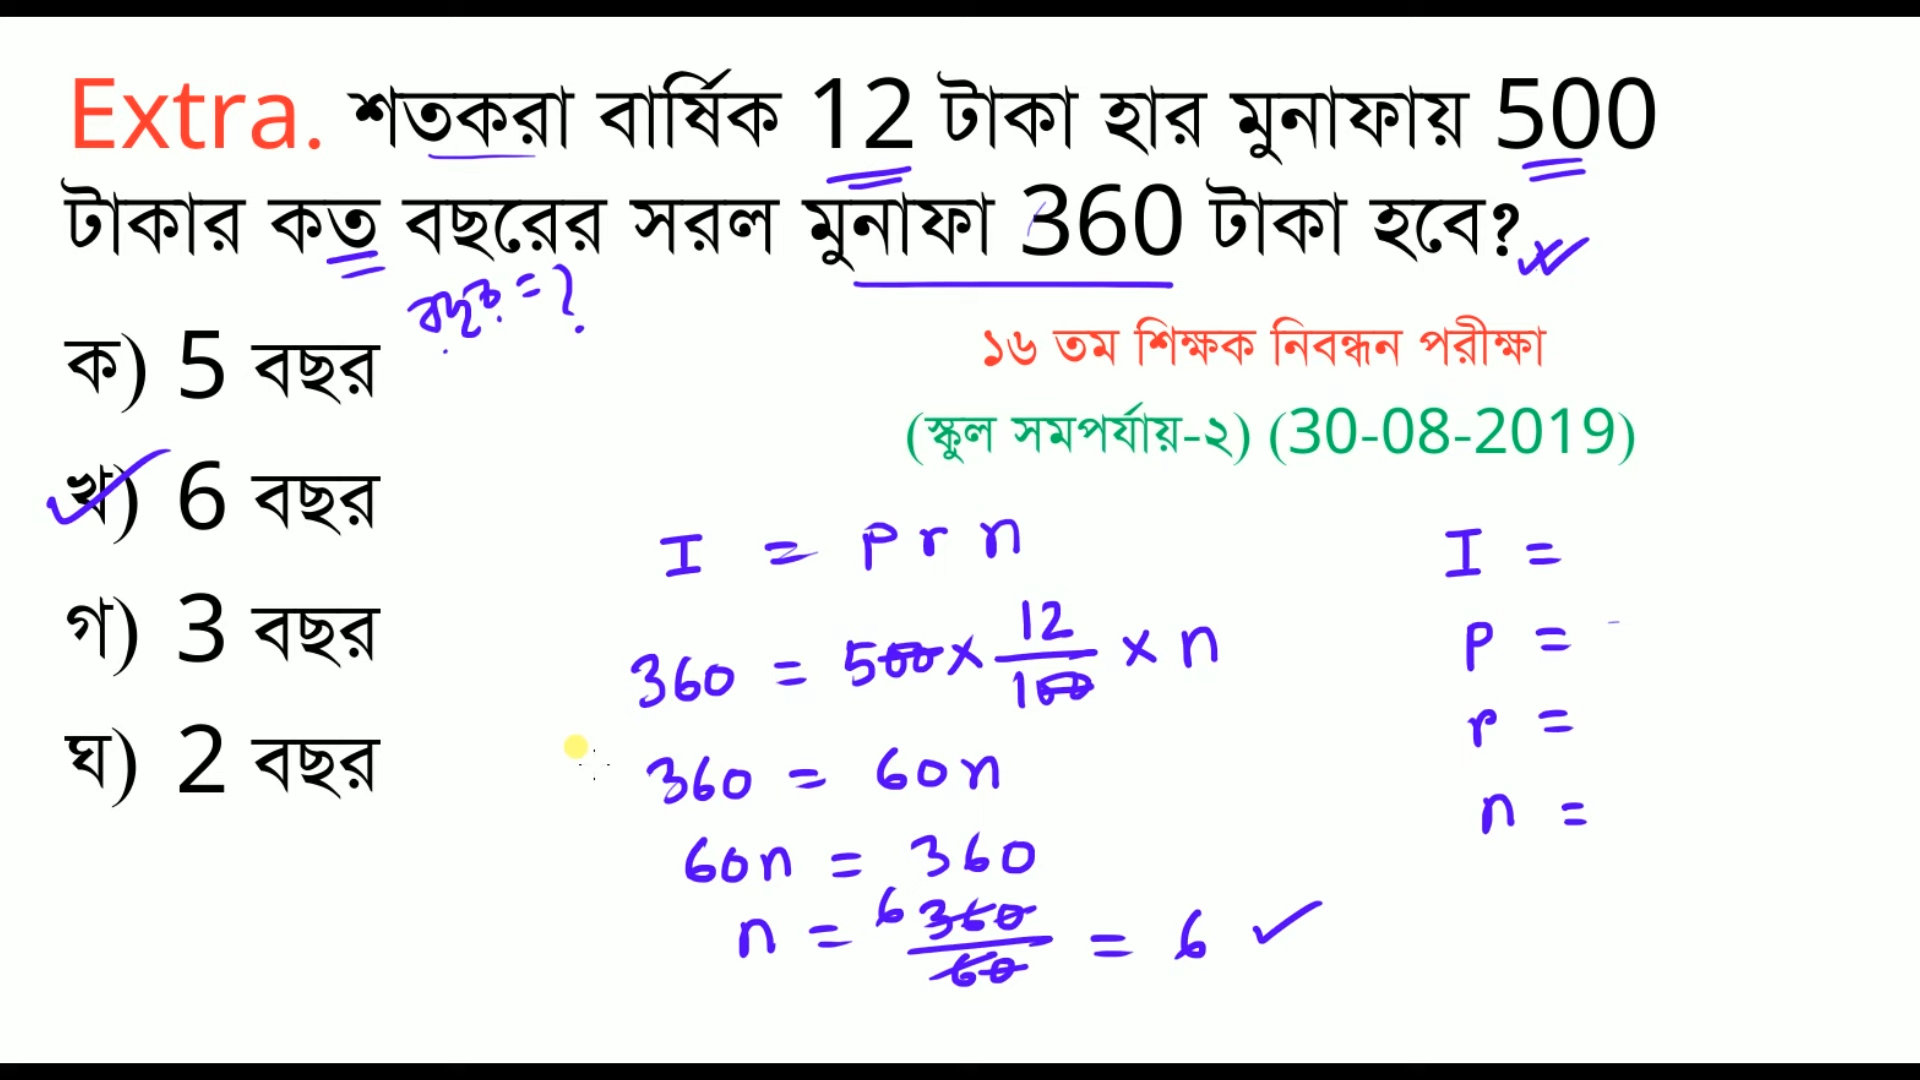 Extra. শতকরা বার্ষিক 12 টাকা হার মুনাফায় 500
টাকার কত বছরের সরল মুনাফা 360 টাকা হবে?
বছর = ?
ক) 5 বছর
খ) 6 বছর
গ) 3 বছর
ঘ) 2 বছর
১৬ তম শিক্ষক নিবন্ধন পরীক্ষা
(স্কুল সমপর্যায়-২) (30-08-2019)
I = p r n
360 = 500 × 12/100 × n
360 = 60n
60n = 360
n = 6 360/60 = 6 ✓
I =
P =
r =
n =